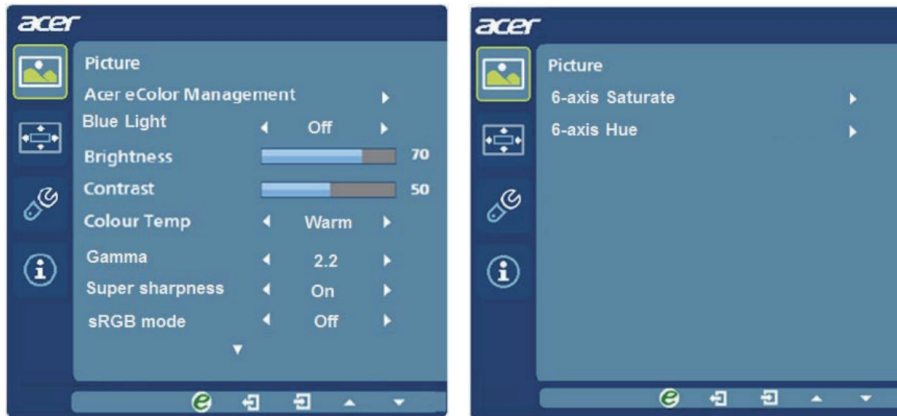 acer
Picture
Acer eColor Management
Blue Light Off
Brightness 70
Contrast 50
Colour Temp Warm
Gamma 2.2
Super sharpness On
sRGB mode Off
e
acer
Picture
6-axis Saturate
6-axis Hue
e